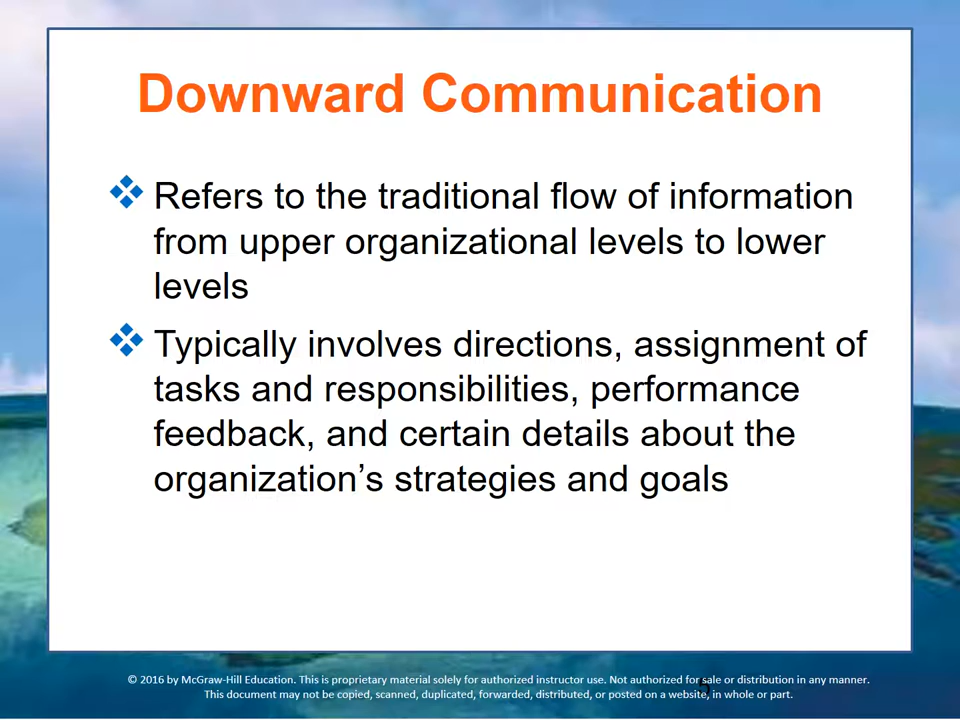 Downward Communication
Refers to the traditional flow of information
from upper organizational levels to lower
levels
Typically involves directions, assignment of
tasks and responsibilities, performance
feedback, and certain details about the
organization’s strategies and goals
© 2016 by McGraw-Hill Education. This is proprietary material solely for authorized instructor use. Not authorized for sale or distribution in any manner.
This document may not be copied, scanned, duplicated, forwarded, distributed, or posted on a website, in whole or part.
5